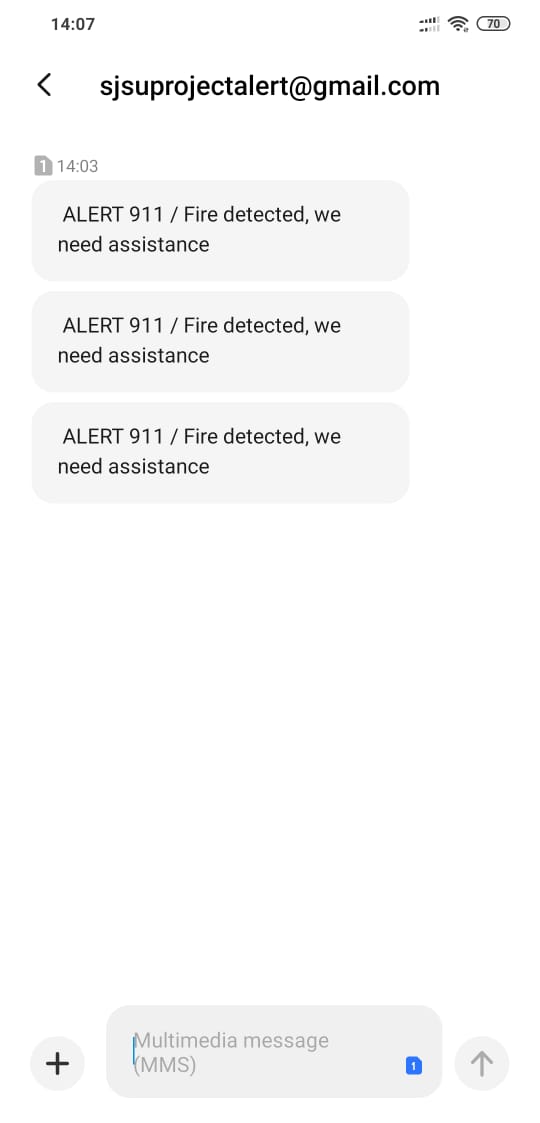 14:07
70
sjsuprojectalert@gmail.com
1 14:03
ALERT 911 / Fire detected, we
need assistance
ALERT 911 / Fire detected, we
need assistance
ALERT 911 / Fire detected, we
need assistance
Multimedia message
(MMS)
1